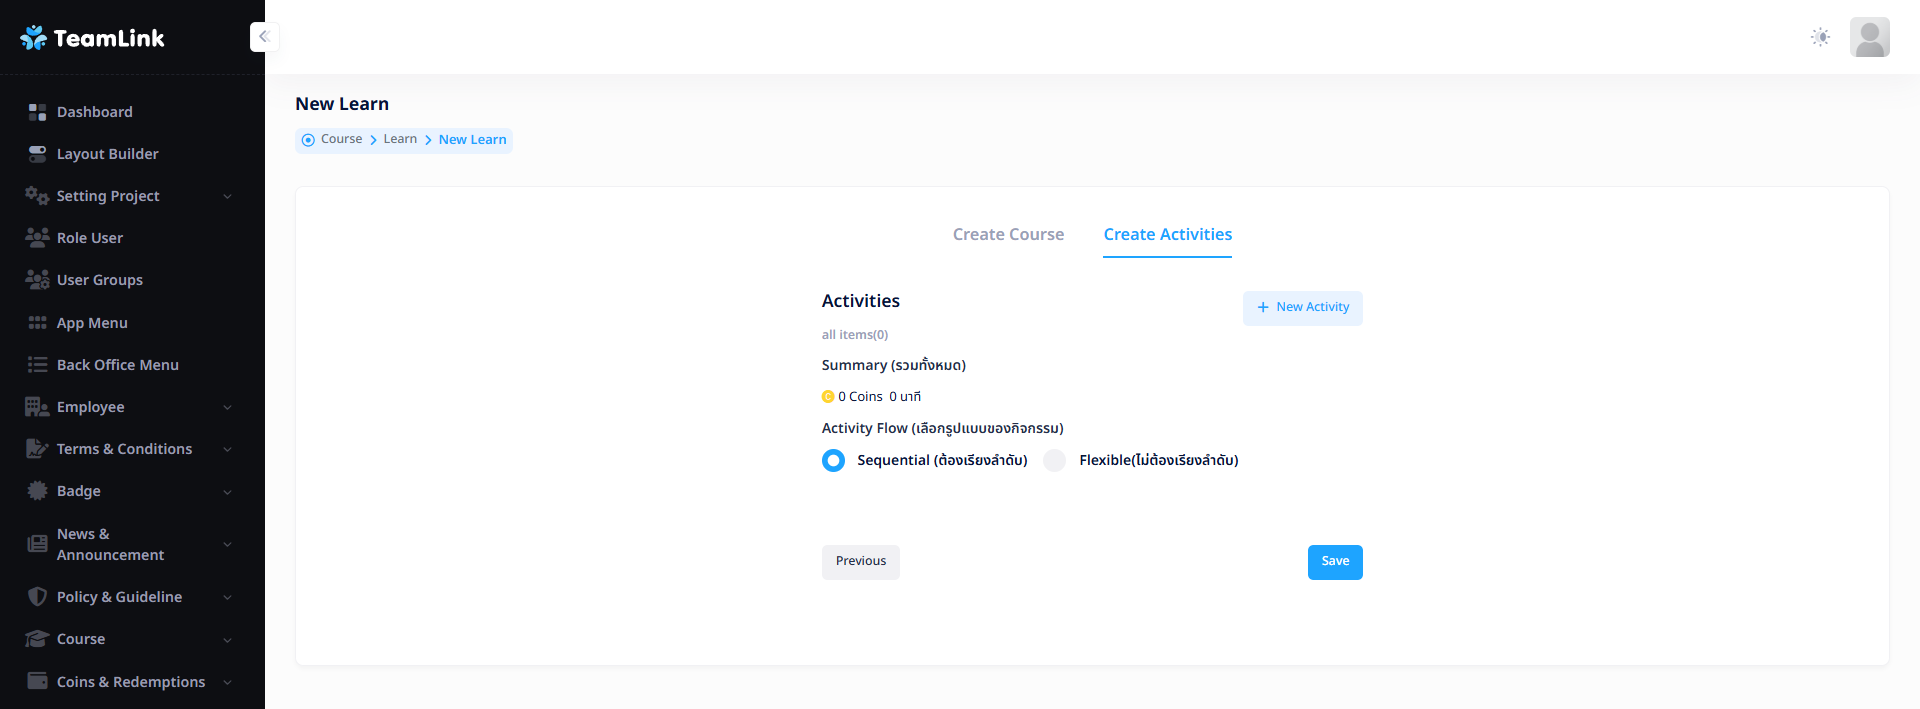 TeamLink
Dashboard
Layout Builder
Setting Project
Role User
User Groups
App Menu
Back Office Menu
Employee
Terms & Conditions
Badge
News &
Announcement
Policy & Guideline
Course
Coins & Redemptions
New Learn
Course > Learn > New Learn
Create Course Create Activities
Activities
+ New Activity
all items(0)
Summary (รวมทั้งหมด)
0 Coins 0 นาที
Activity Flow (เลือกรูปแบบของกิจกรรม)
Sequential (ต้องเรียงลำดับ) Flexible(ไม่ต้องเรียงลำดับ)
Previous Save